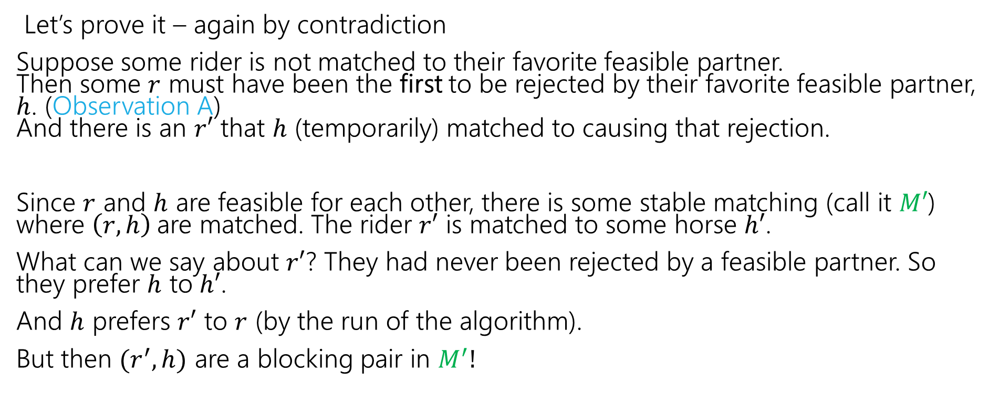 Let’s prove it – again by contradiction
Suppose some rider is not matched to their favorite feasible partner.
Then some 𝑟 must have been the first to be rejected by their favorite feasible partner,
ℎ. (Observation A)
And there is an 𝑟′ that ℎ (temporarily) matched to causing that rejection.
Since 𝑟 and ℎ are feasible for each other, there is some stable matching (call it 𝑀′)
where (𝑟, ℎ) are matched. The rider 𝑟′ is matched to some horse ℎ′.
What can we say about 𝑟′? They had never been rejected by a feasible partner. So
they prefer ℎ to ℎ′.
And ℎ prefers 𝑟′ to 𝑟 (by the run of the algorithm).
But then (𝑟′, ℎ) are a blocking pair in 𝑀′!